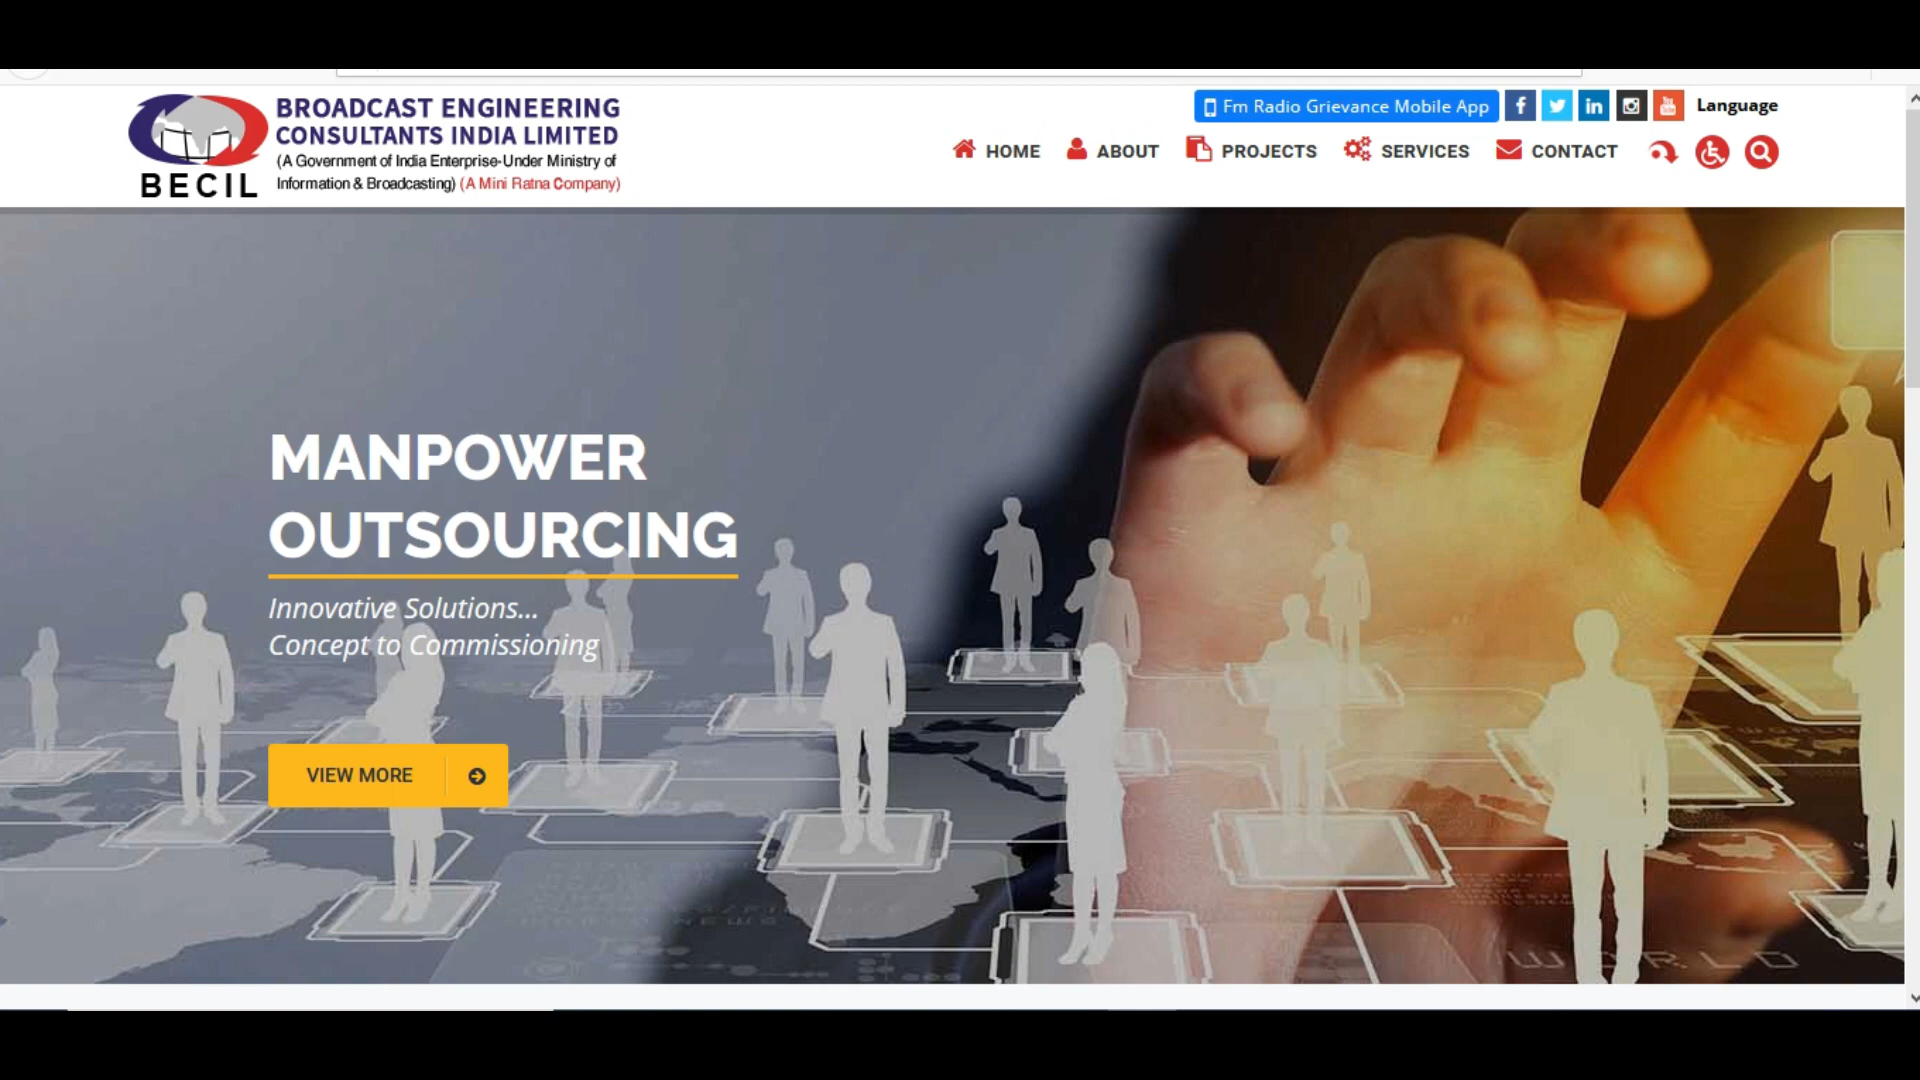 BROADCAST ENGINEERING
CONSULTANTS INDIA LIMITED
(A Government of India Enterprise-Under Ministry of
Information & Broadcasting) (A Mini Ratna Company)
BECIL
Fm Radio Grievance Mobile App
Language
HOME ABOUT PROJECTS SERVICES CONTACT
MANPOWER
OUTSOURCING
Innovative Solutions...
Concept to Commissioning
VIEW MORE
WORLD